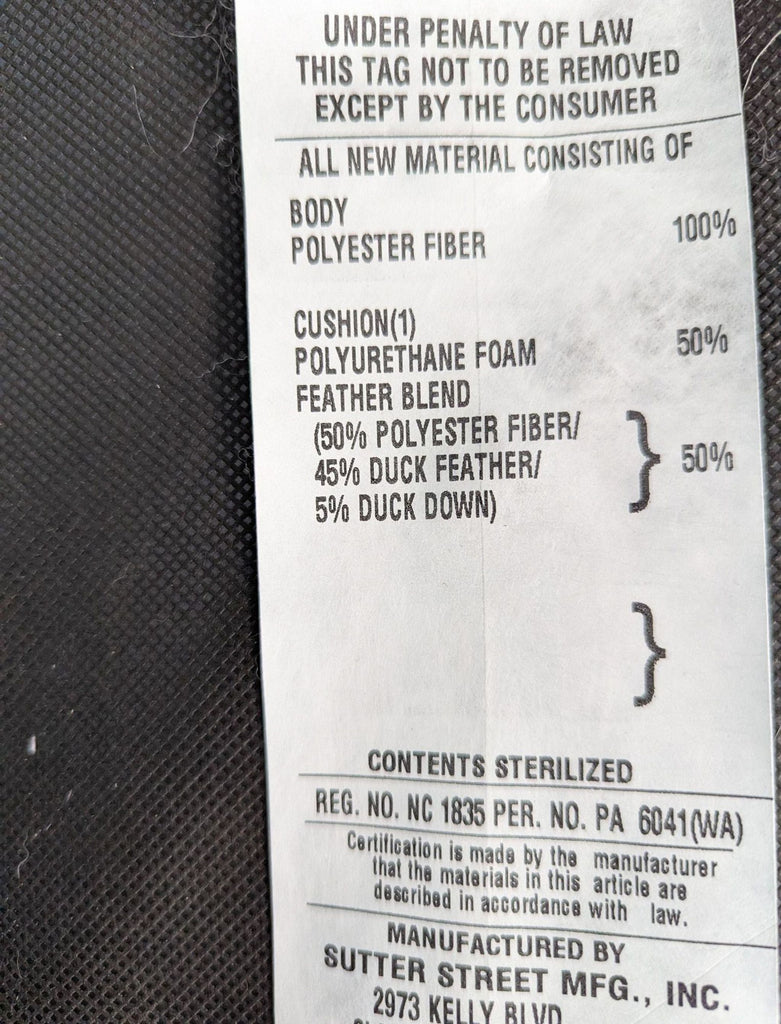 UNDER PENALTY OF LAW
THIS TAG NOT TO BE REMOVED
EXCEPT BY THE CONSUMER
ALL NEW MATERIAL CONSISTING OF
BODY
POLYESTER FIBER 100%
CUSHION(1)
POLYURETHANE FOAM 50%
FEATHER BLEND
(50% POLYESTER FIBER/
45% DUCK FEATHER/ } 50%
5% DUCK DOWN)
}
CONTENTS STERILIZED
REG. NO. NC 1835 PER. NO. PA 6041(WA)
Certification is made by the manufacturer
that the materials in this article are
described in accordance with law.
MANUFACTURED BY
SUTTER STREET MFG., INC.
2973 KELLY BLVD